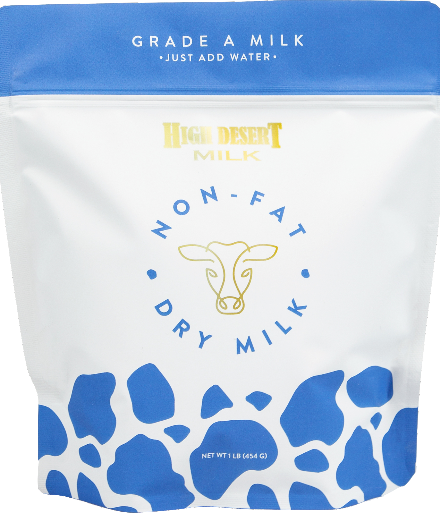 GRADE A MILK
•JUST ADD WATER•
HIGH DESERT
MILK
NON-FAT
• DRY MILK •
NET WT 1 LB (454 G)